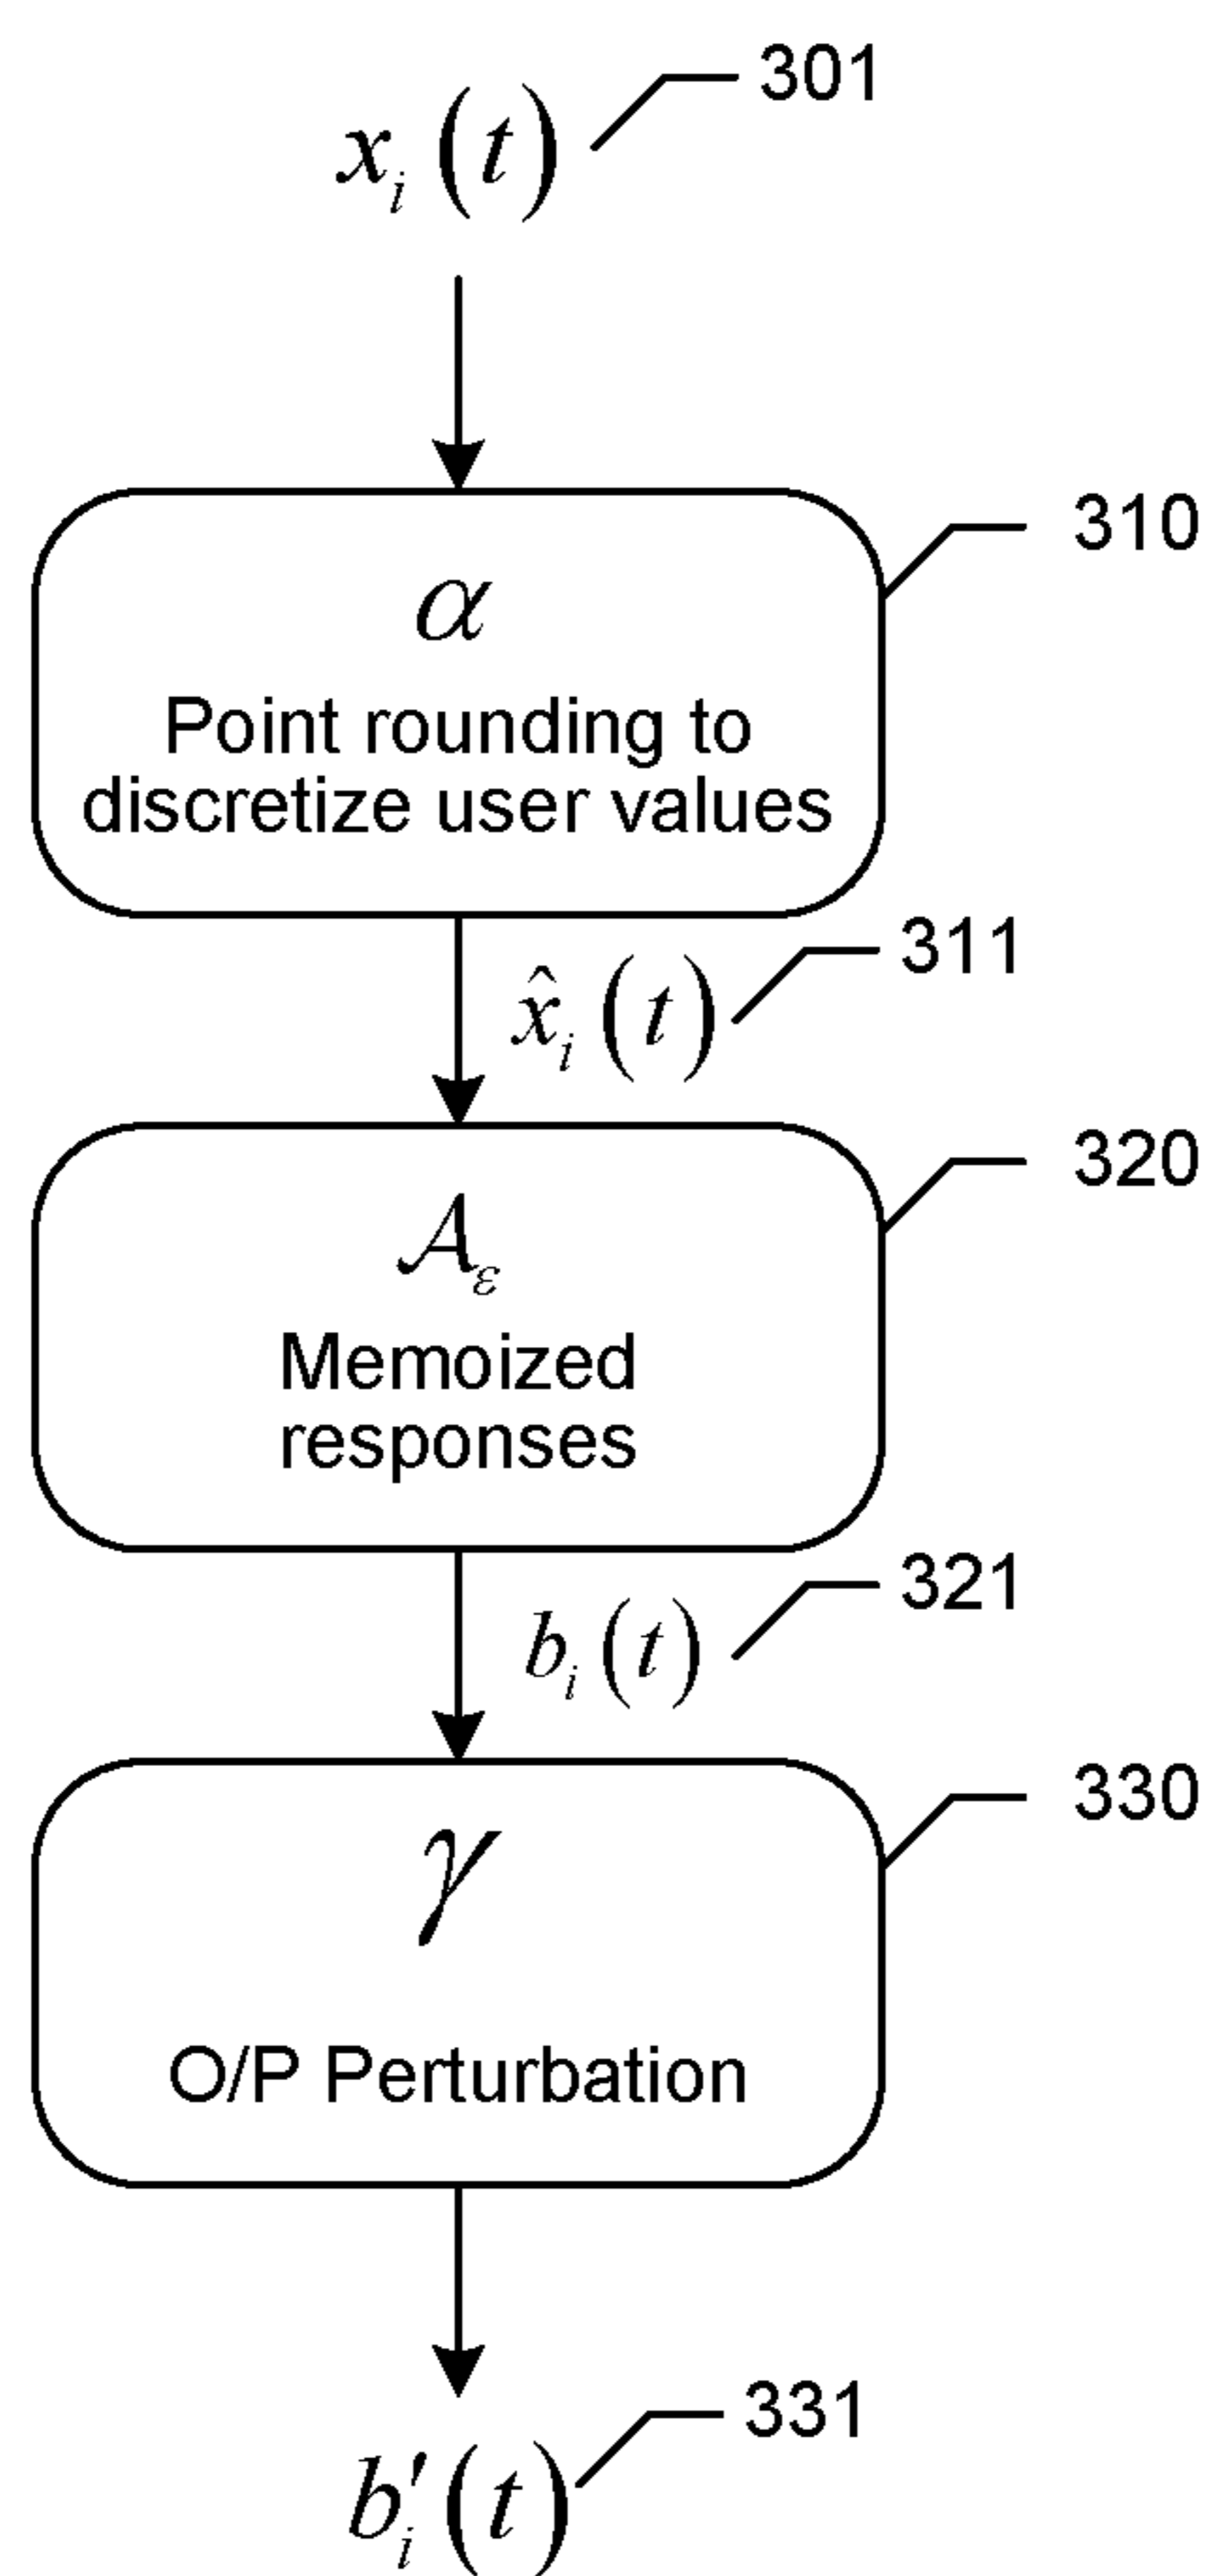 301
x_i (t)
310
α
Point rounding to
discretize user values
311
x̂_i (t)
320
𝒜_ε
Memoized
responses
321
b_i (t)
330
γ
O/P Perturbation
331
b′_i (t)